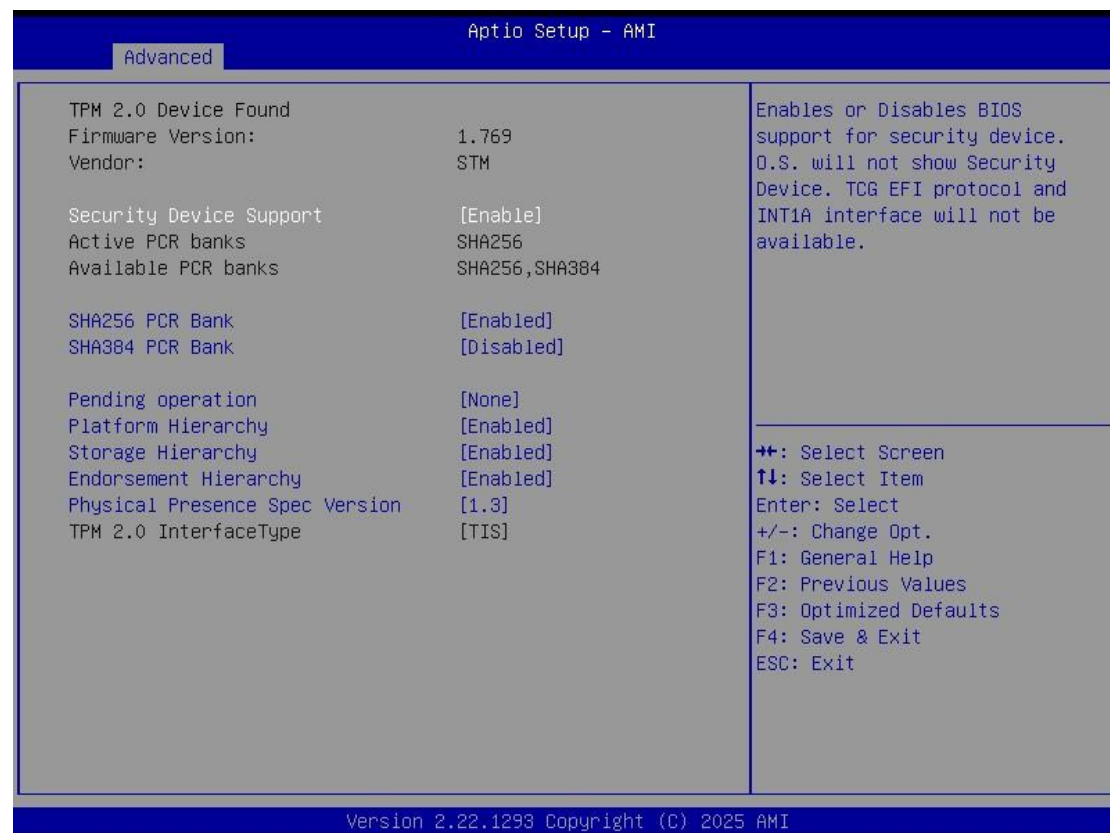 Aptio Setup – AMI
Advanced
TPM 2.0 Device Found
Firmware Version: 1.769
Vendor: STM
Security Device Support [Enable]
Active PCR banks SHA256
Available PCR banks SHA256,SHA384
SHA256 PCR Bank [Enabled]
SHA384 PCR Bank [Disabled]
Pending operation [None]
Platform Hierarchy [Enabled]
Storage Hierarchy [Enabled]
Endorsement Hierarchy [Enabled]
Physical Presence Spec Version [1.3]
TPM 2.0 InterfaceType [TIS]
Enables or Disables BIOS
support for security device.
O.S. will not show Security
Device. TCG EFI protocol and
INT1A interface will not be
available.
→←: Select Screen
↑↓: Select Item
Enter: Select
+/-: Change Opt.
F1: General Help
F2: Previous Values
F3: Optimized Defaults
F4: Save & Exit
ESC: Exit
Version 2.22.1293 Copyright (C) 2025 AMI